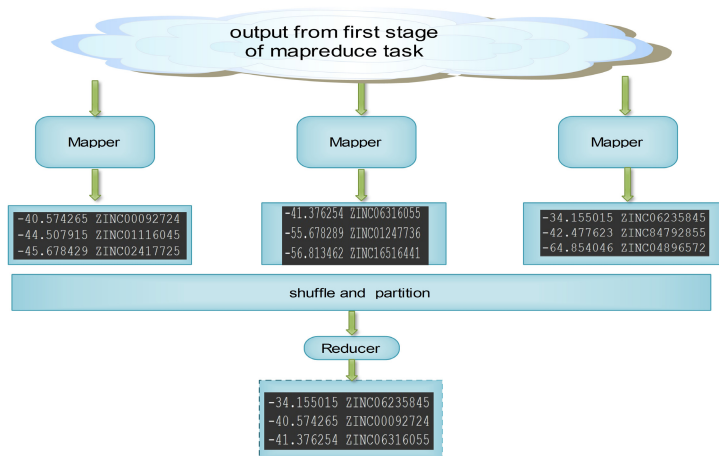 output from first stage
of mapreduce task
Mapper
Mapper
Mapper
-40.574265 ZINC00092724
-44.507915 ZINC01116045
-45.678429 ZINC02417725
-41.376254 ZINC06316055
-55.678289 ZINC01247736
-56.813462 ZINC16516441
-34.155015 ZINC06235845
-42.477623 ZINC84792855
-64.854046 ZINC04896572
shuffle and partition
Reducer
-34.155015 ZINC06235845
-40.574265 ZINC00092724
-41.376254 ZINC06316055